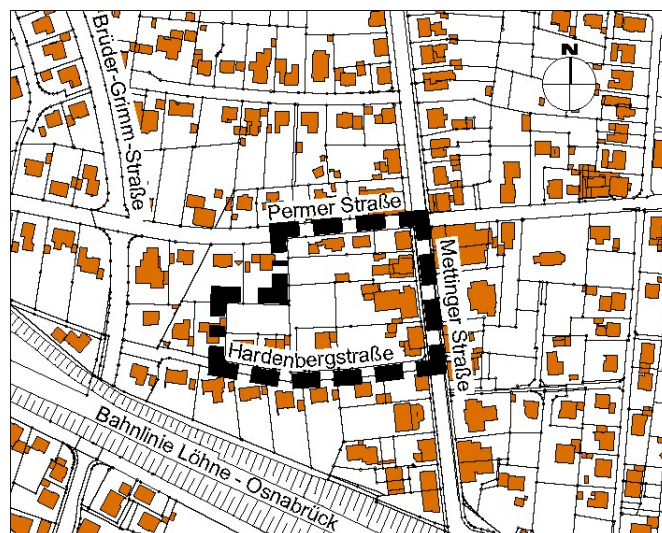 Brüder-Grimm-Straße
N
Permer Straße
Mettinger Straße
Hardenbergstraße
Bahnlinie Löhne - Osnabrück